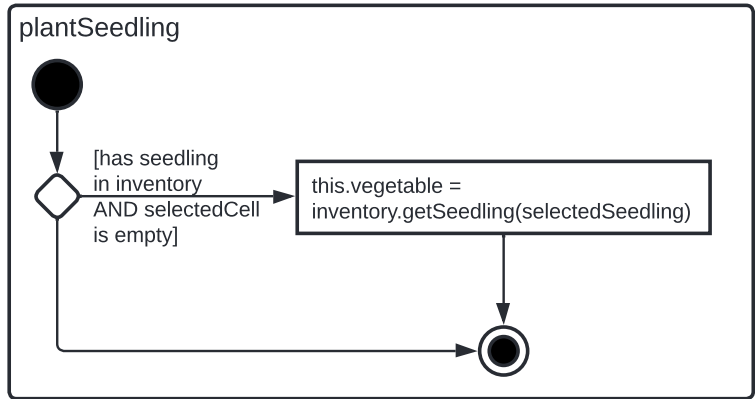 plantSeedling
[has seedling
in inventory
AND selectedCell
is empty]
this.vegetable =
inventory.getSeedling(selectedSeedling)